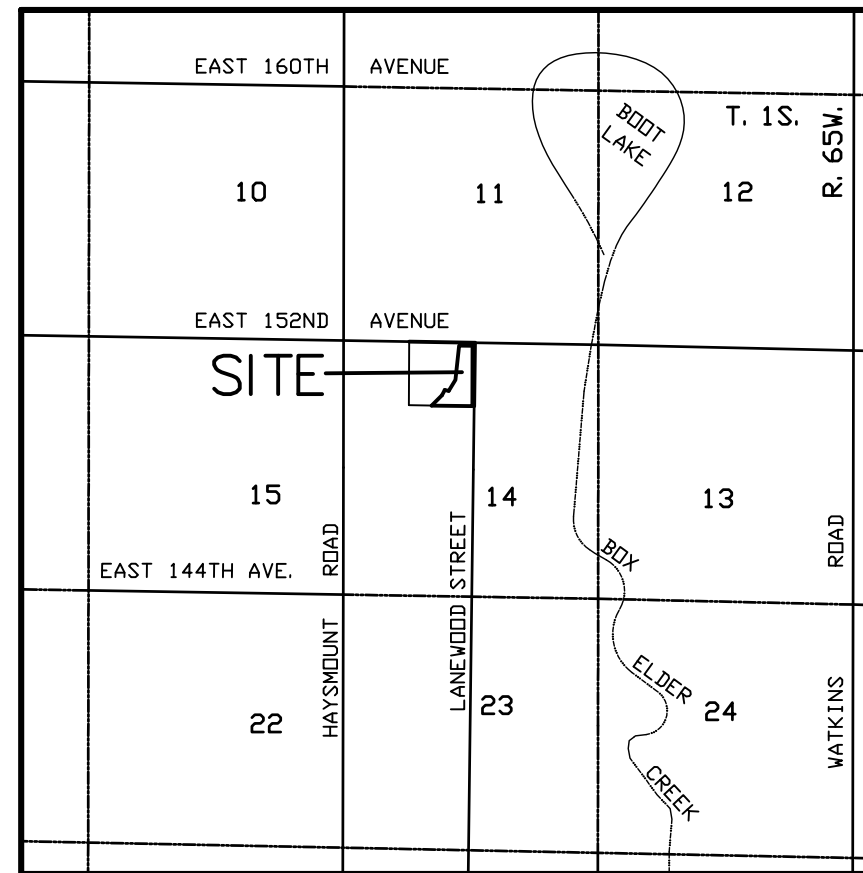 EAST 160TH AVENUE
BOOT
LAKE
T. 1S.
R. 65W.
10
11
12
EAST 152ND AVENUE
SITE
15
14
13
EAST 144TH AVE.
HAYSMOUNT ROAD
LANEWOOD STREET
BOX
ELDER
CREEK
WATKINS ROAD
22
23
24